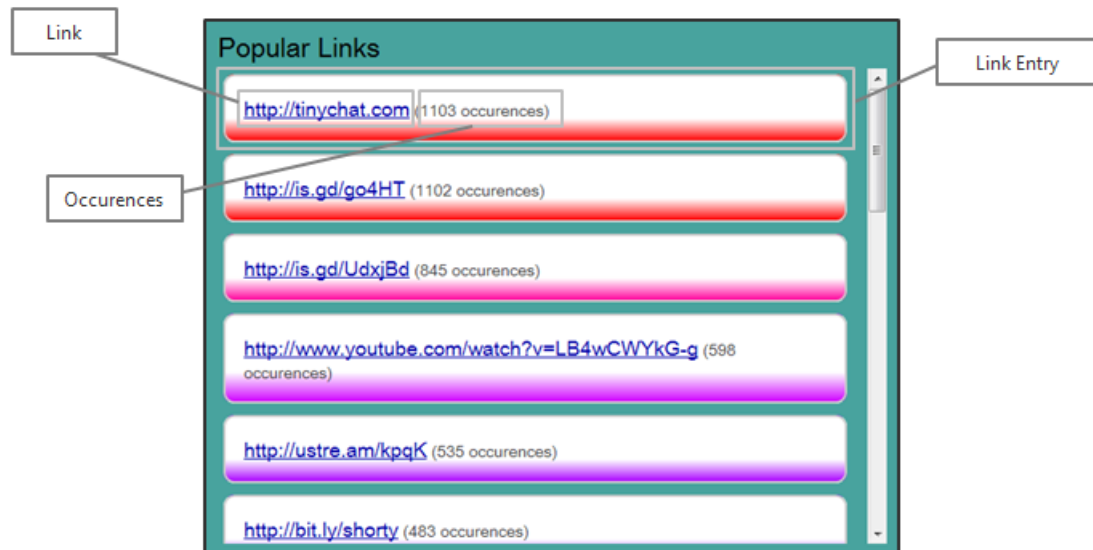 Link
Popular Links
Link Entry
http://tinychat.com (1103 occurences)
Occurences
http://is.gd/go4HT (1102 occurences)
http://is.gd/UdxjBd (845 occurences)
http://www.youtube.com/watch?v=LB4wCWYkG-g (598
occurences)
http://ustre.am/kpqK (535 occurences)
http://bit.ly/shorty (483 occurences)